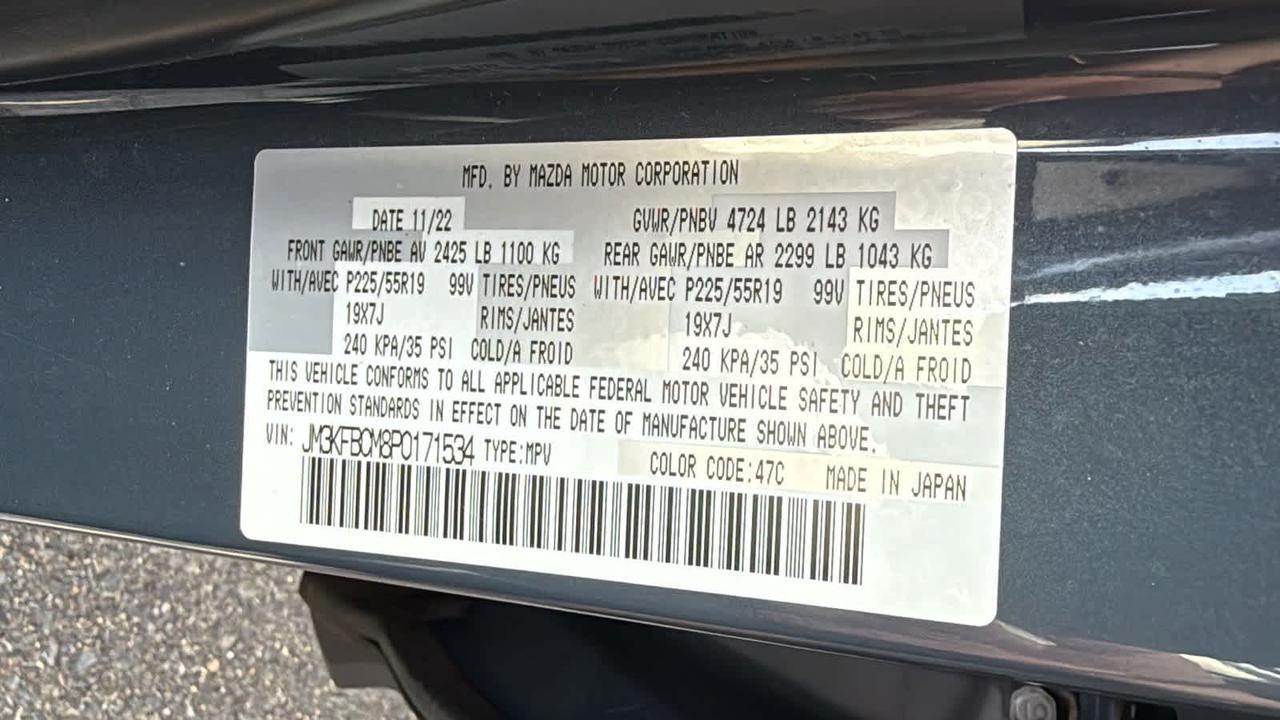 MFD. BY MAZDA MOTOR CORPORATION
DATE 11/22 GVWR/PNBV 4724 LB 2143 KG
FRONT GAWR/PNBE AV 2425 LB 1100 KG REAR GAWR/PNBE AR 2299 LB 1043 KG
WITH/AVEC P225/55R19 99V TIRES/PNEUS WITH/AVEC P225/55R19 99V TIRES/PNEUS
19X7J RIMS/JANTES 19X7J RIMS/JANTES
240 KPA/35 PSI COLD/A FROID 240 KPA/35 PSI COLD/A FROID
THIS VEHICLE CONFORMS TO ALL APPLICABLE FEDERAL MOTOR VEHICLE SAFETY AND THEFT
PREVENTION STANDARDS IN EFFECT ON THE DATE OF MANUFACTURE SHOWN ABOVE.
VIN: JM3KFBCM8P0171534 TYPE:MPV COLOR CODE:47C MADE IN JAPAN